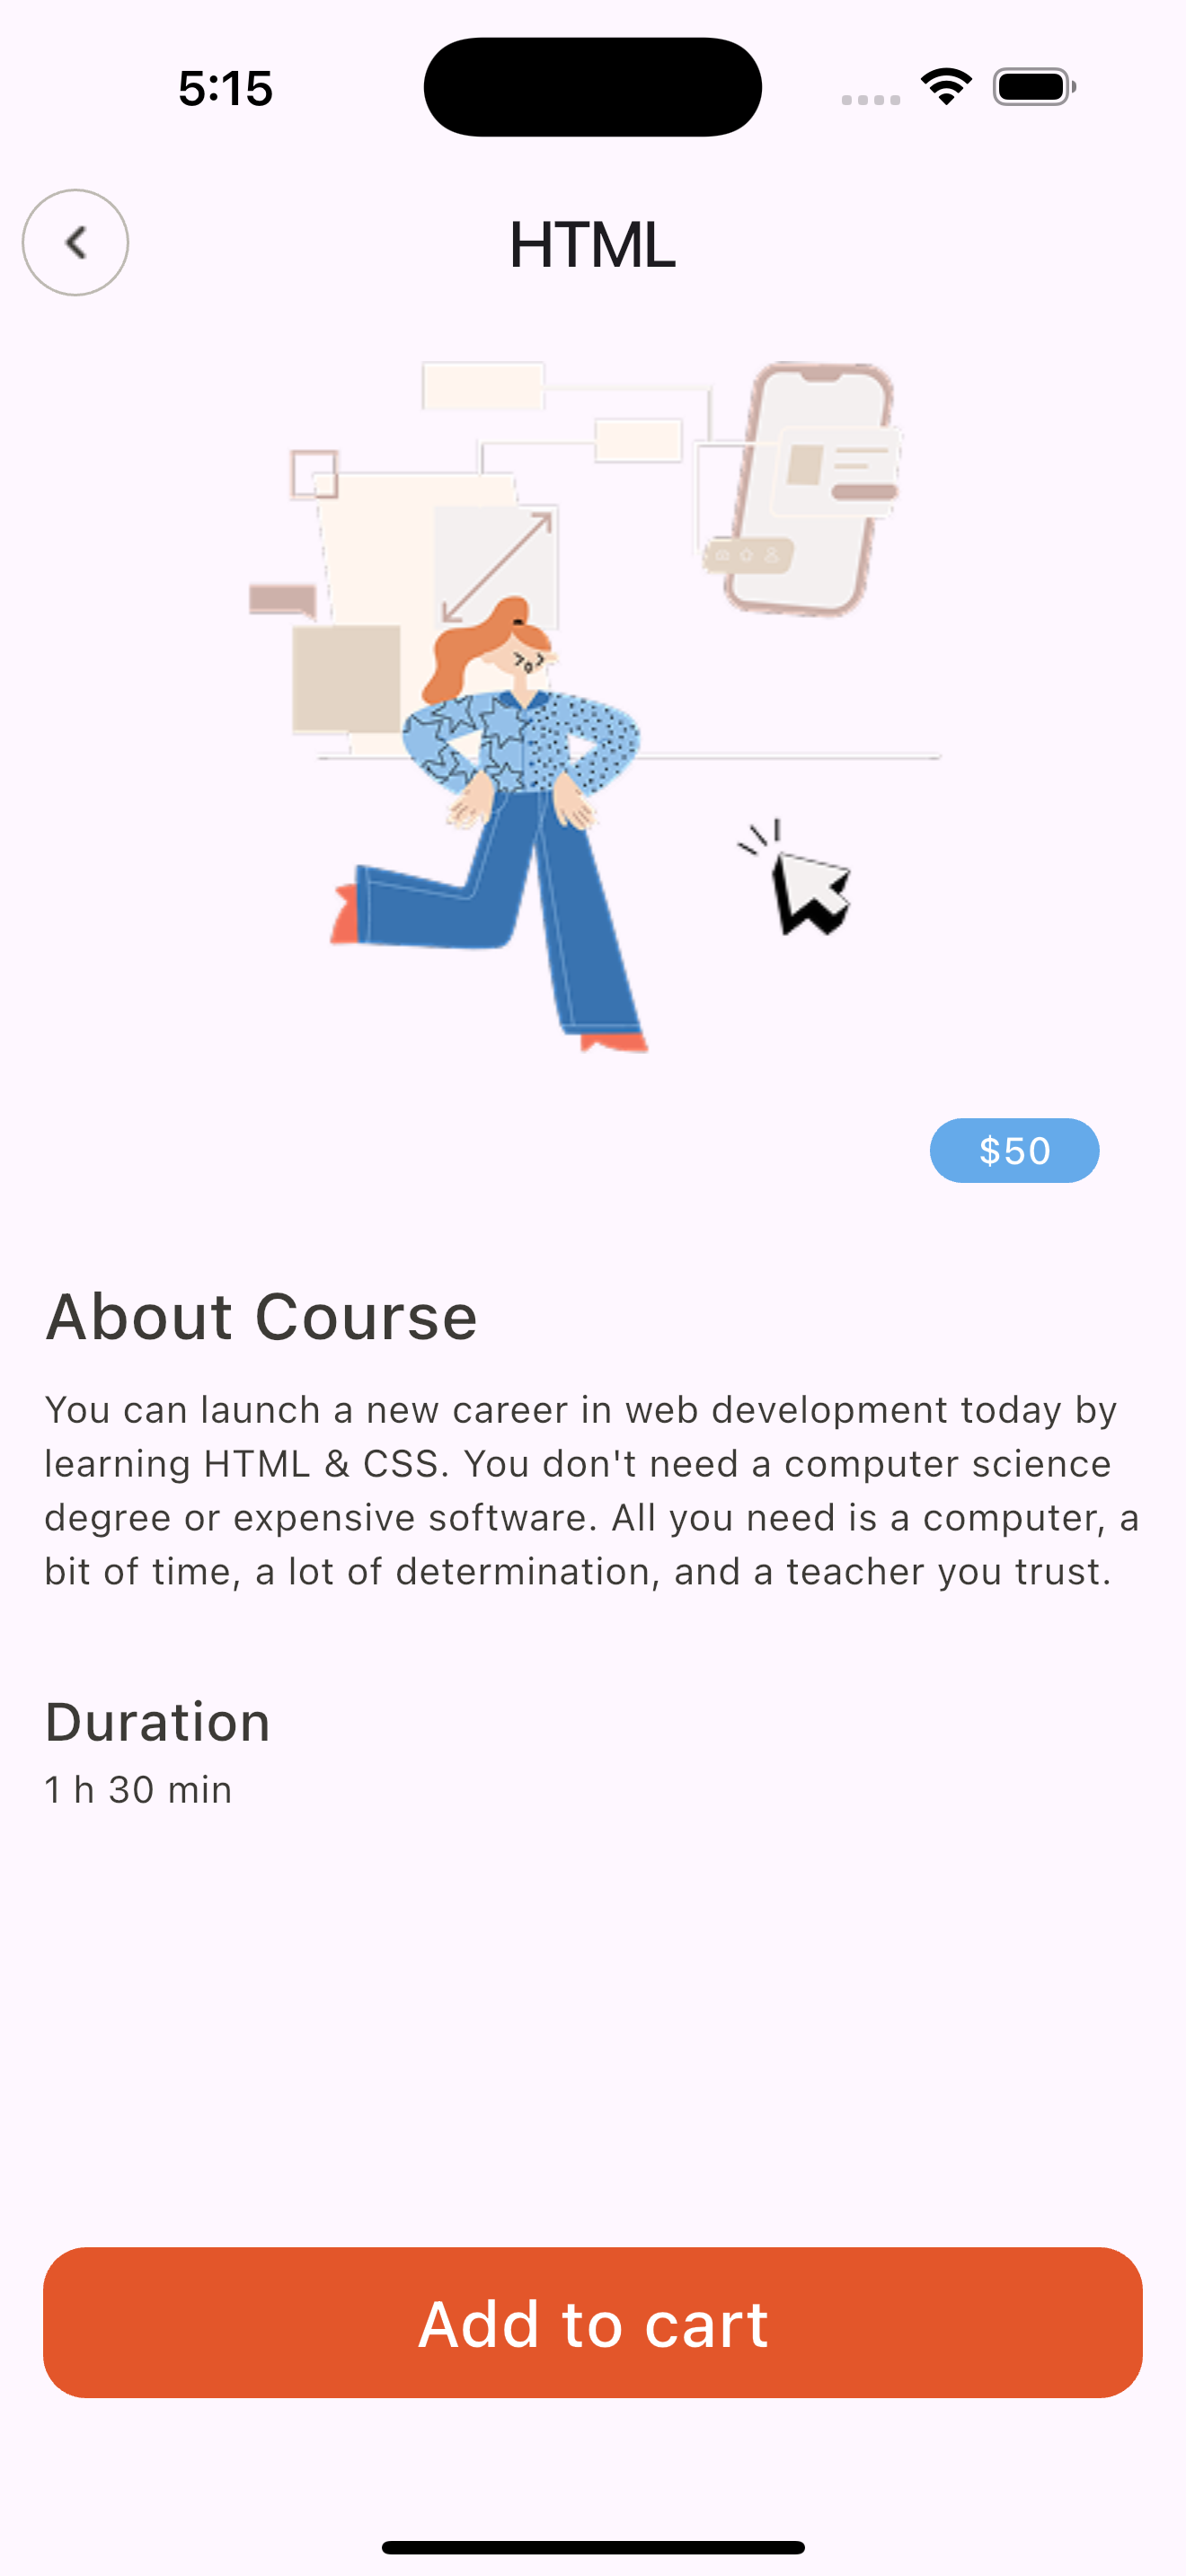 5:15
HTML
$50
About Course
You can launch a new career in web development today by
learning HTML & CSS. You don't need a computer science
degree or expensive software. All you need is a computer, a
bit of time, a lot of determination, and a teacher you trust.
Duration
1 h 30 min
Add to cart